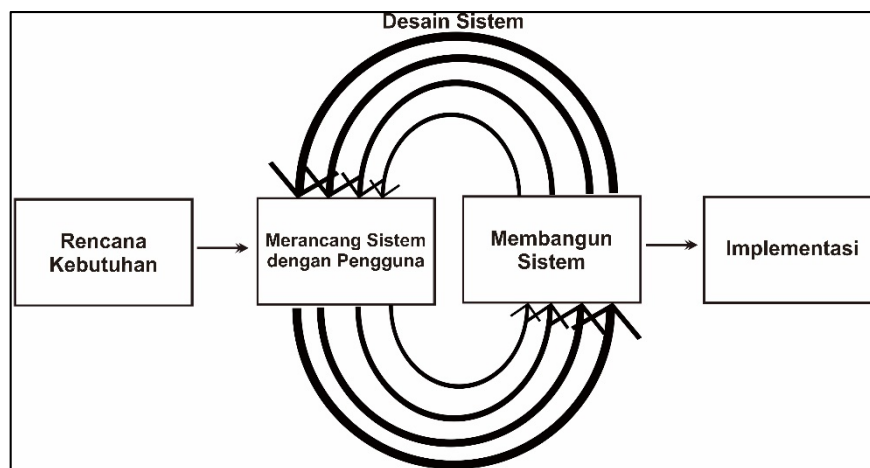 Desain Sistem
Rencana
Kebutuhan
Merancang Sistem
dengan Pengguna
Membangun
Sistem
Implementasi